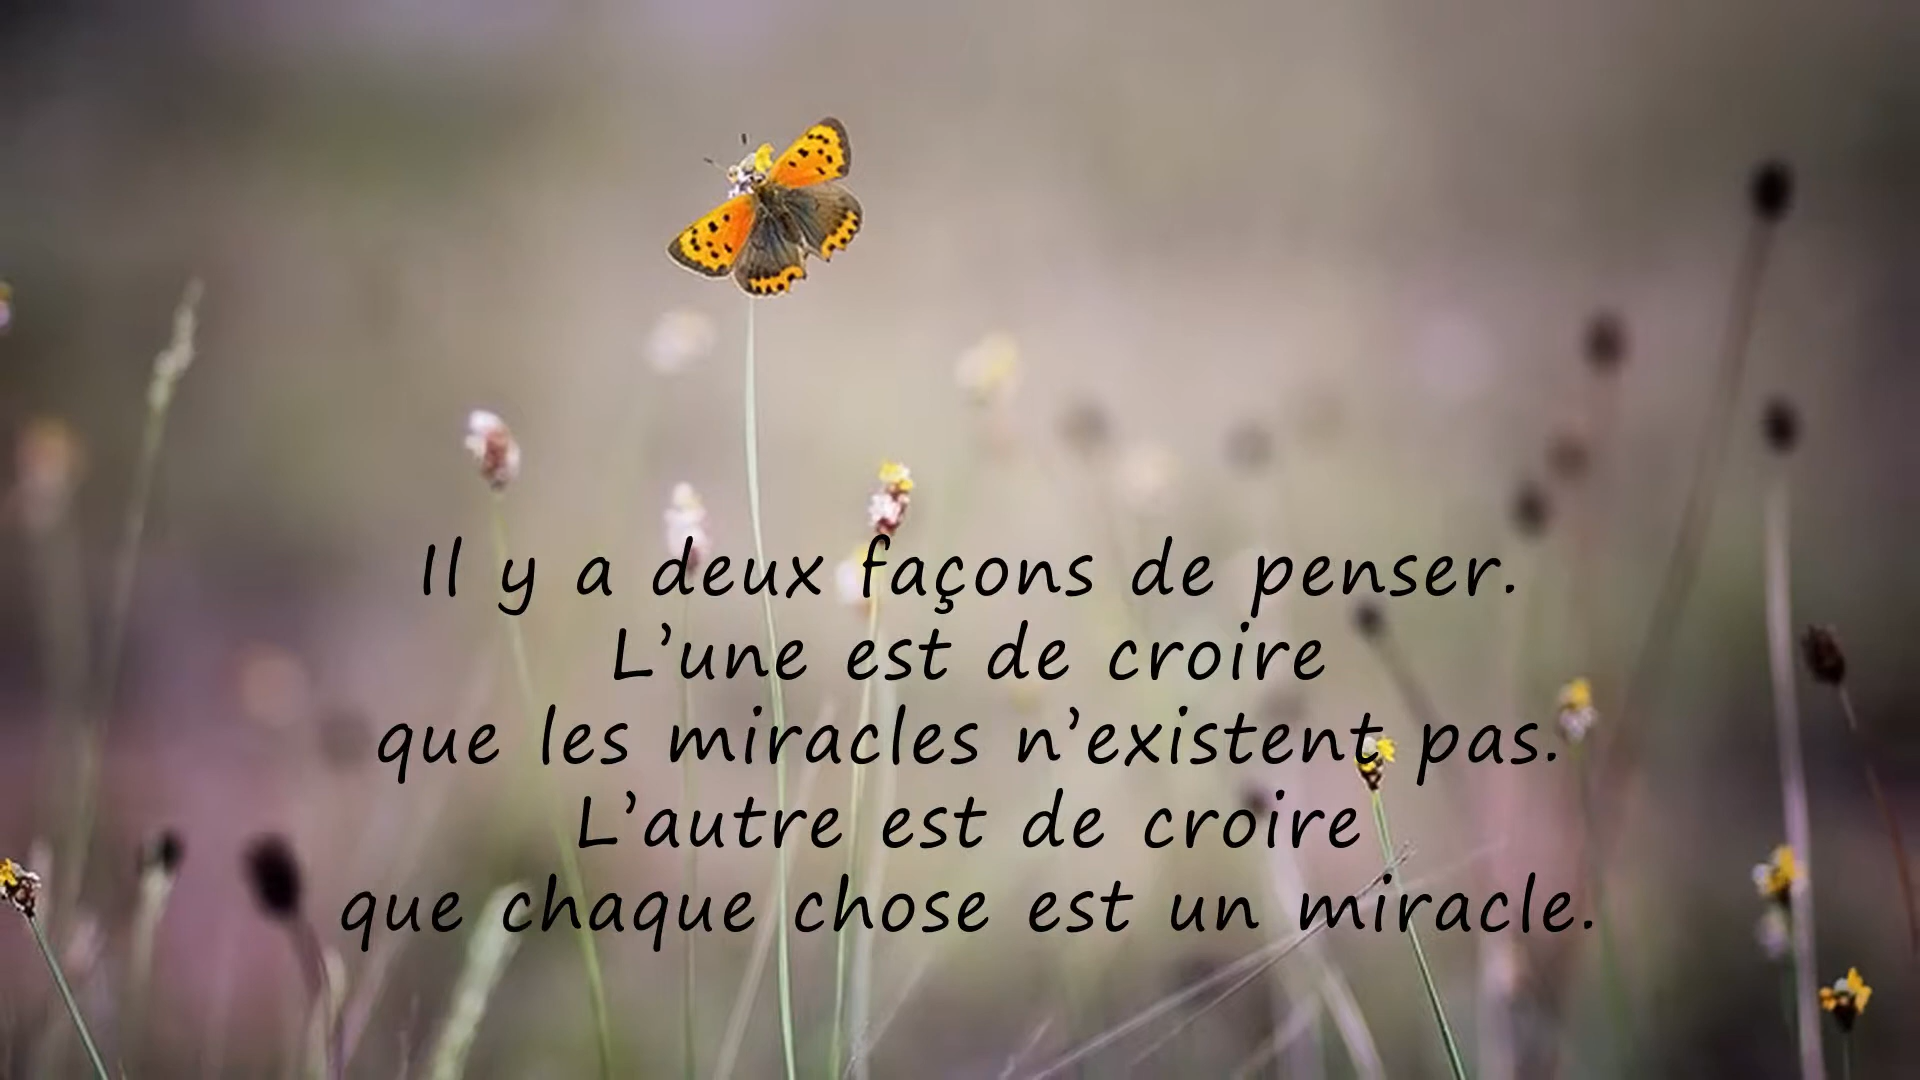 Il y a deux façons de penser.
L’une est de croire
que les miracles n’existent pas.
L’autre est de croire
que chaque chose est un miracle.